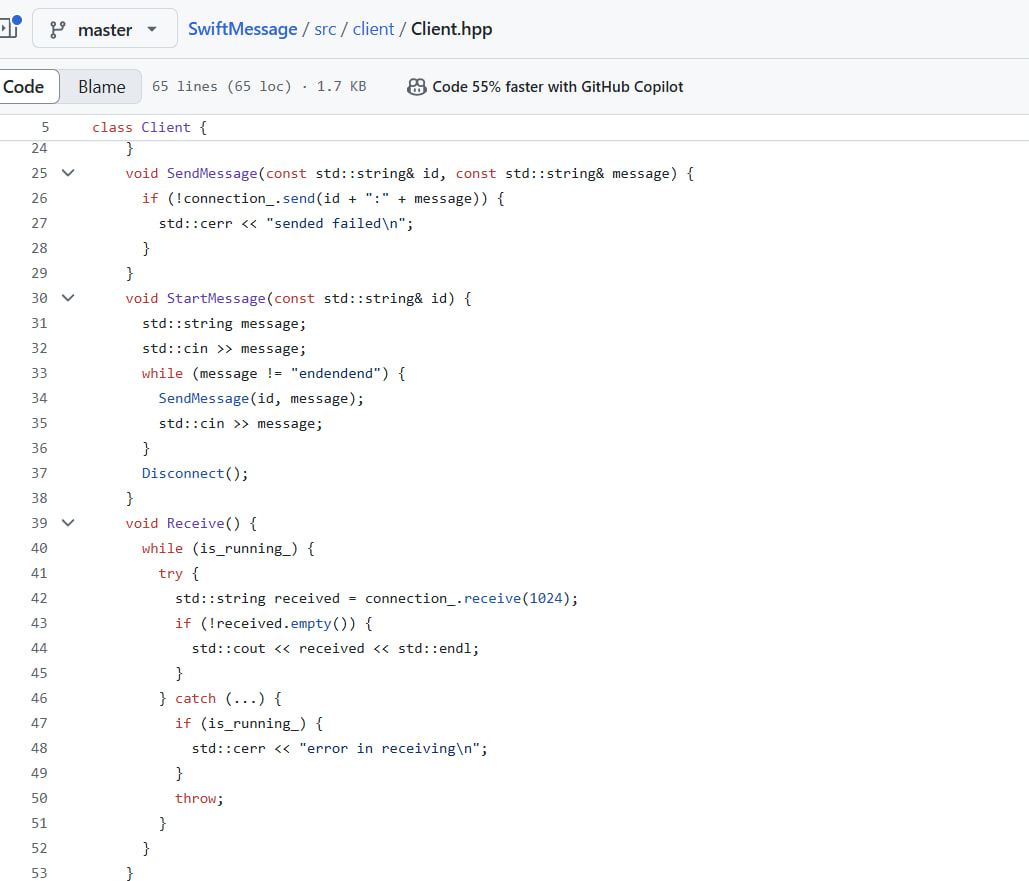 master
SwiftMessage / src / client / Client.hpp
Code Blame 65 lines (65 loc) · 1.7 KB Code 55% faster with GitHub Copilot
5 class Client {
24 }
25 void SendMessage(const std::string& id, const std::string& message) {
26 if (!connection_.send(id + ":" + message)) {
27 std::cerr << "sended failed\n";
28 }
29 }
30 void StartMessage(const std::string& id) {
31 std::string message;
32 std::cin >> message;
33 while (message != "endendend") {
34 SendMessage(id, message);
35 std::cin >> message;
36 }
37 Disconnect();
38 }
39 void Receive() {
40 while (is_running_) {
41 try {
42 std::string received = connection_.receive(1024);
43 if (!received.empty()) {
44 std::cout << received << std::endl;
45 }
46 } catch (...) {
47 if (is_running_) {
48 std::cerr << "error in receiving\n";
49 }
50 throw;
51 }
52 }
53 }